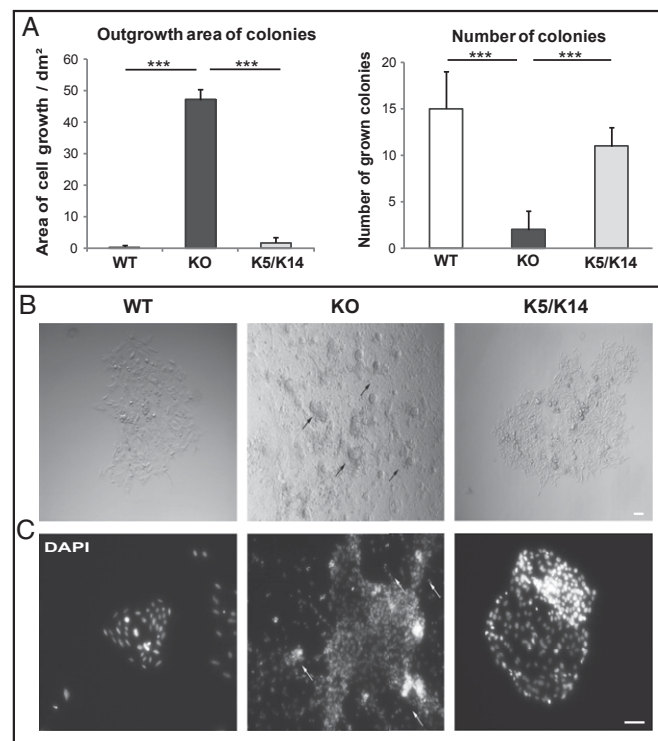 A
Outgrowth area of colonies
Area of cell growth / dm²
60
50
40
30
20
10
0
***
***
WT
KO
K5/K14
Number of colonies
Number of grown colonies
20
15
10
5
0
***
***
WT
KO
K5/K14
B
WT
KO
K5/K14
C
DAPI